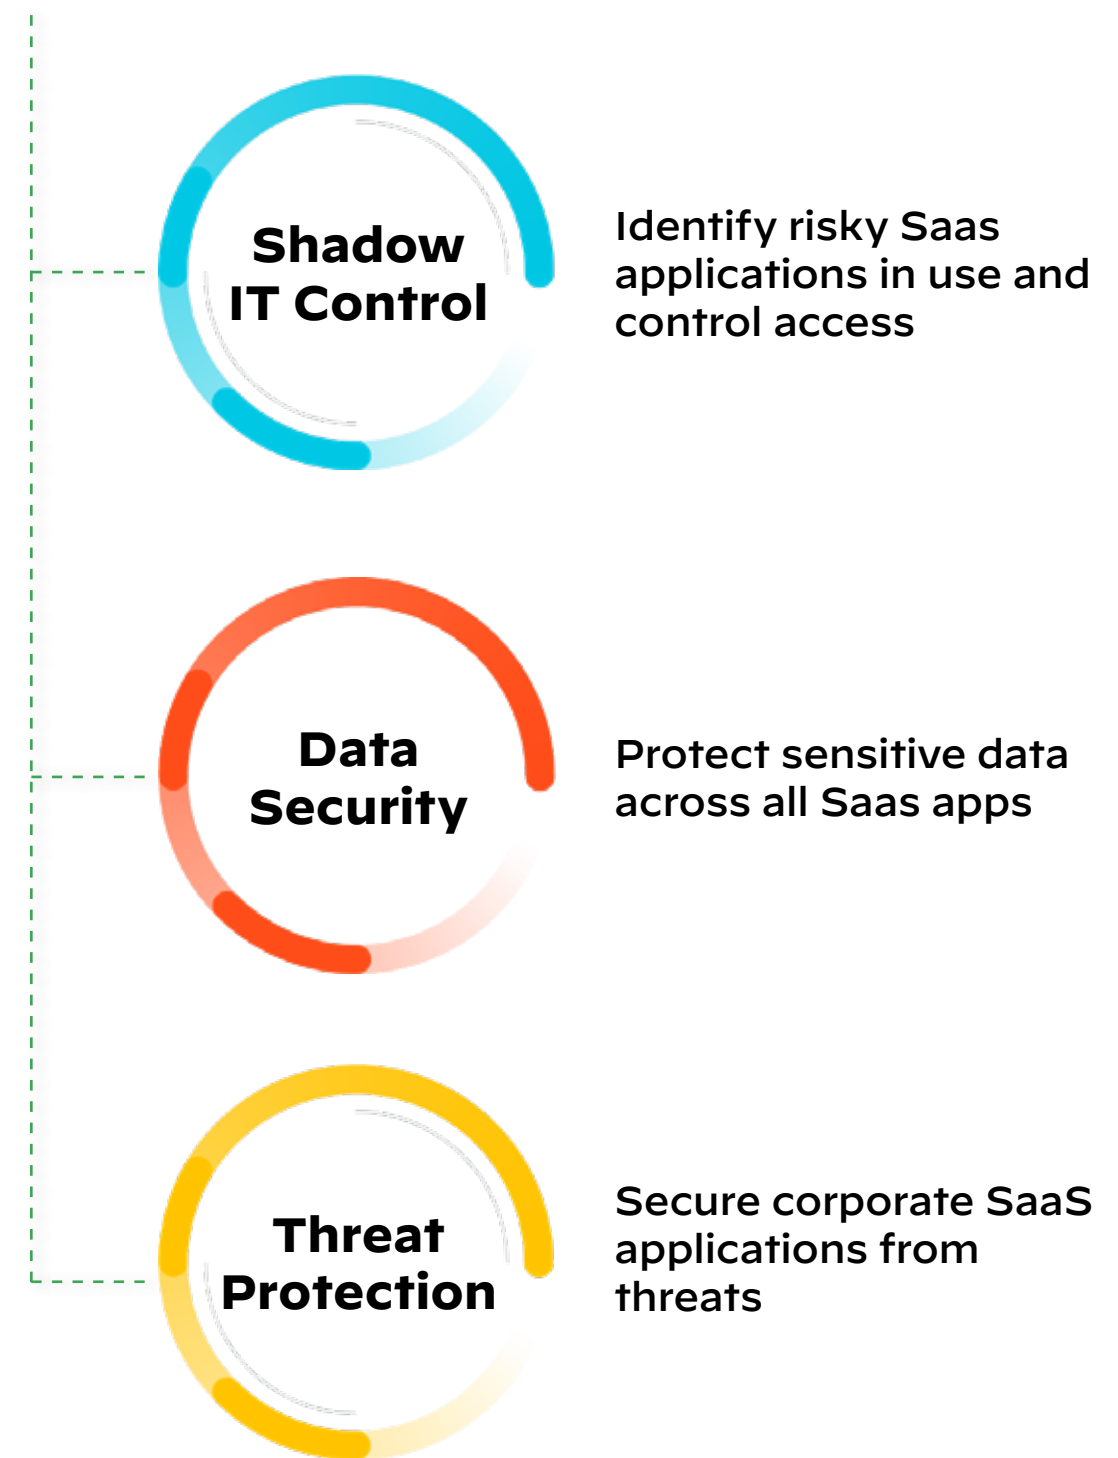 Shadow
IT Control
Identify risky Saas
applications in use and
control access
Data
Security
Protect sensitive data
across all Saas apps
Threat
Protection
Secure corporate SaaS
applications from
threats